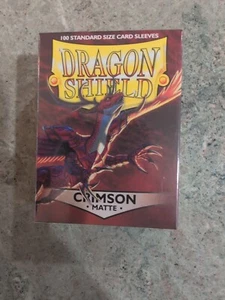 100 STANDARD SIZE CARD SLEEVES
DRAGON
SHIELD
CRIMSON
• MATTE •